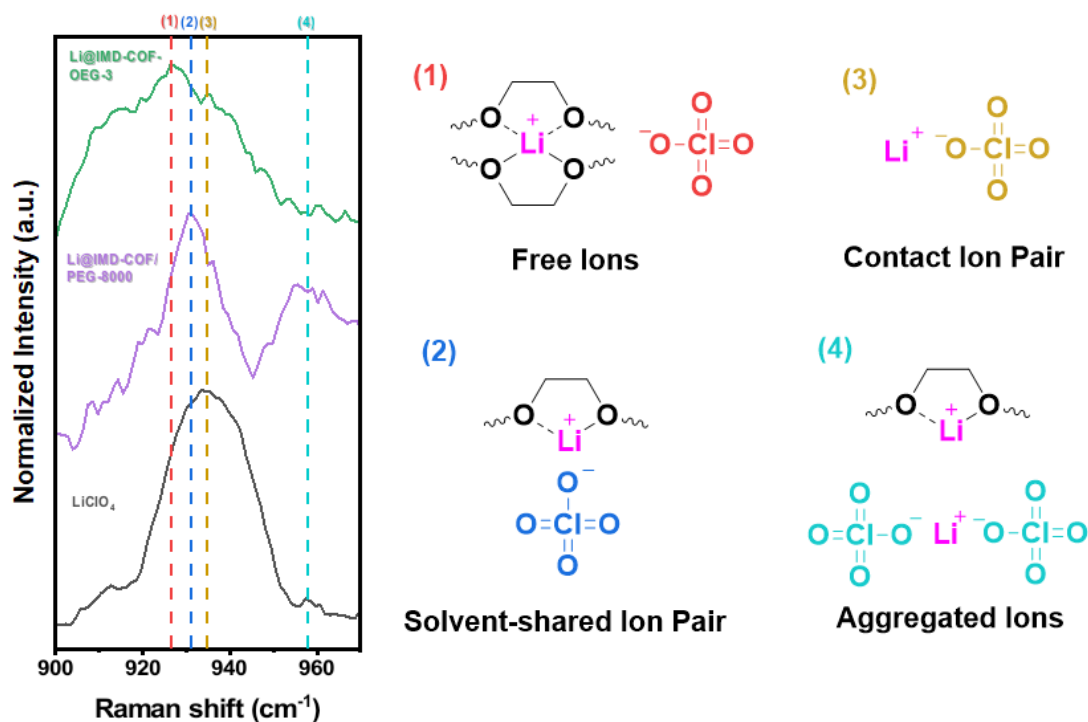 (1) (2) (3) (4)
Li@IMD-COF-
OEG-3
Li@IMD-COF/
PEG-8000
LiClO₄
Normalized Intensity (a.u.)
900 920 940 960
Raman shift (cm⁻¹)
(1)
O + O
Li
O O
O
⁻O Cl O
O
Free Ions
(2)
O + O
Li
O⁻
O Cl O
O
Solvent-shared Ion Pair
(3)
O
Li⁺ ⁻O Cl O
O
Contact Ion Pair
(4)
O + O
Li
O O
O Cl O⁻ Li⁺ ⁻O Cl O
O O
Aggregated Ions